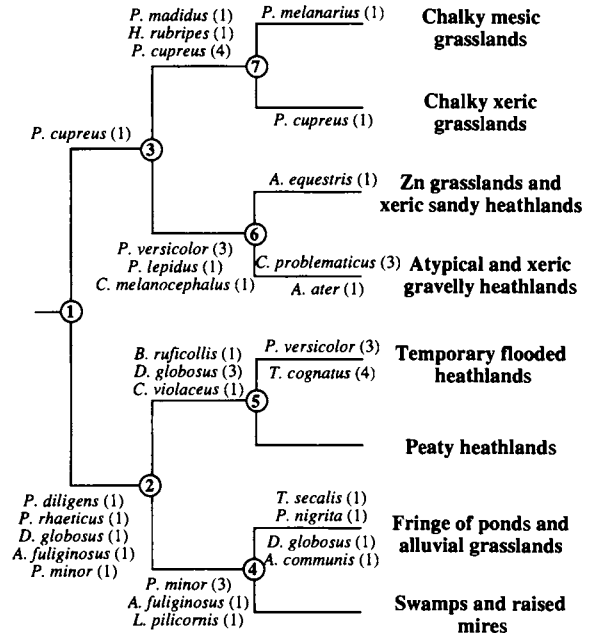 P. madidus (1)
H. rubripes (1)
P. cupreus (4)
P. melanarius (1)
Chalky mesic
grasslands
7
P. cupreus (1)
Chalky xeric
grasslands
P. cupreus (1)
3
A. equestris (1)
Zn grasslands and
xeric sandy heathlands
6
P. versicolor (3)
P. lepidus (1)
C. melanocephalus (1)
C. problematicus (3)
A. ater (1)
Atypical and xeric
gravelly heathlands
1
B. ruficollis (1)
D. globosus (3)
C. violaceus (1)
P. versicolor (3)
T. cognatus (4)
Temporary flooded
heathlands
5
Peaty heathlands
2
P. diligens (1)
P. rhaeticus (1)
D. globosus (1)
A. fuliginosus (1)
P. minor (1)
T. secalis (1)
P. nigrita (1)
Fringe of ponds and
alluvial grasslands
D. globosus (1)
A. communis (1)
4
P. minor (3)
A. fuliginosus (1)
L. pilicornis (1)
Swamps and raised
mires